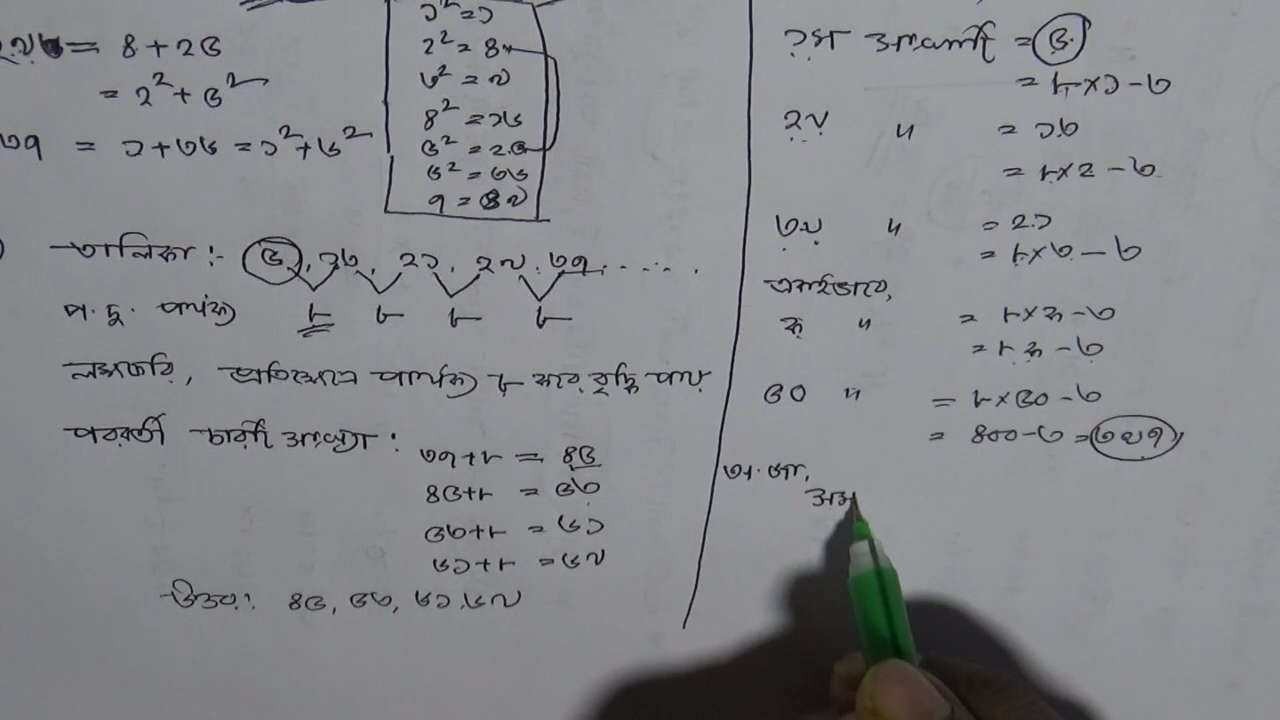 = ৪+২৫
= ২²+৫²
৩৭ = ১+৩৬ = ১²+৬²
১² = ১
২² = ৪
৩² = ৯
৪² = ১৬
৫² = ২৫
৬² = ৩৬
৭ = ৪৯
তালিকা :- ৫, ১৩, ২১, ২৯, ৩৭......
প. দু. পার্থক্য ৮ ৮ ৮ ৮
লক্ষ্যকরি, প্রতিক্ষেত্রে পার্থক্য ৮ করে বৃদ্ধি পায়
পরবর্তী চারটি সংখ্যা :
৩৭+৮ = ৪৫
৪৫+৮ = ৫৩
৫৩+৮ = ৬১
৬১+৮ = ৬৯
উত্তর: ৪৫, ৫৩, ৬১, ৬৯
১ম সংখ্যাটি = ৫
= ৮×১-৩
২য় " = ১৩
= ৮×২-৩
৩য় " = ২১
= ৮×৩-৩
একইভাবে,
ক " = ৮×ক-৩
= ৮ক-৩
৫০ " = ৮×৫০-৩
= ৪০০-৩=৩৯৭